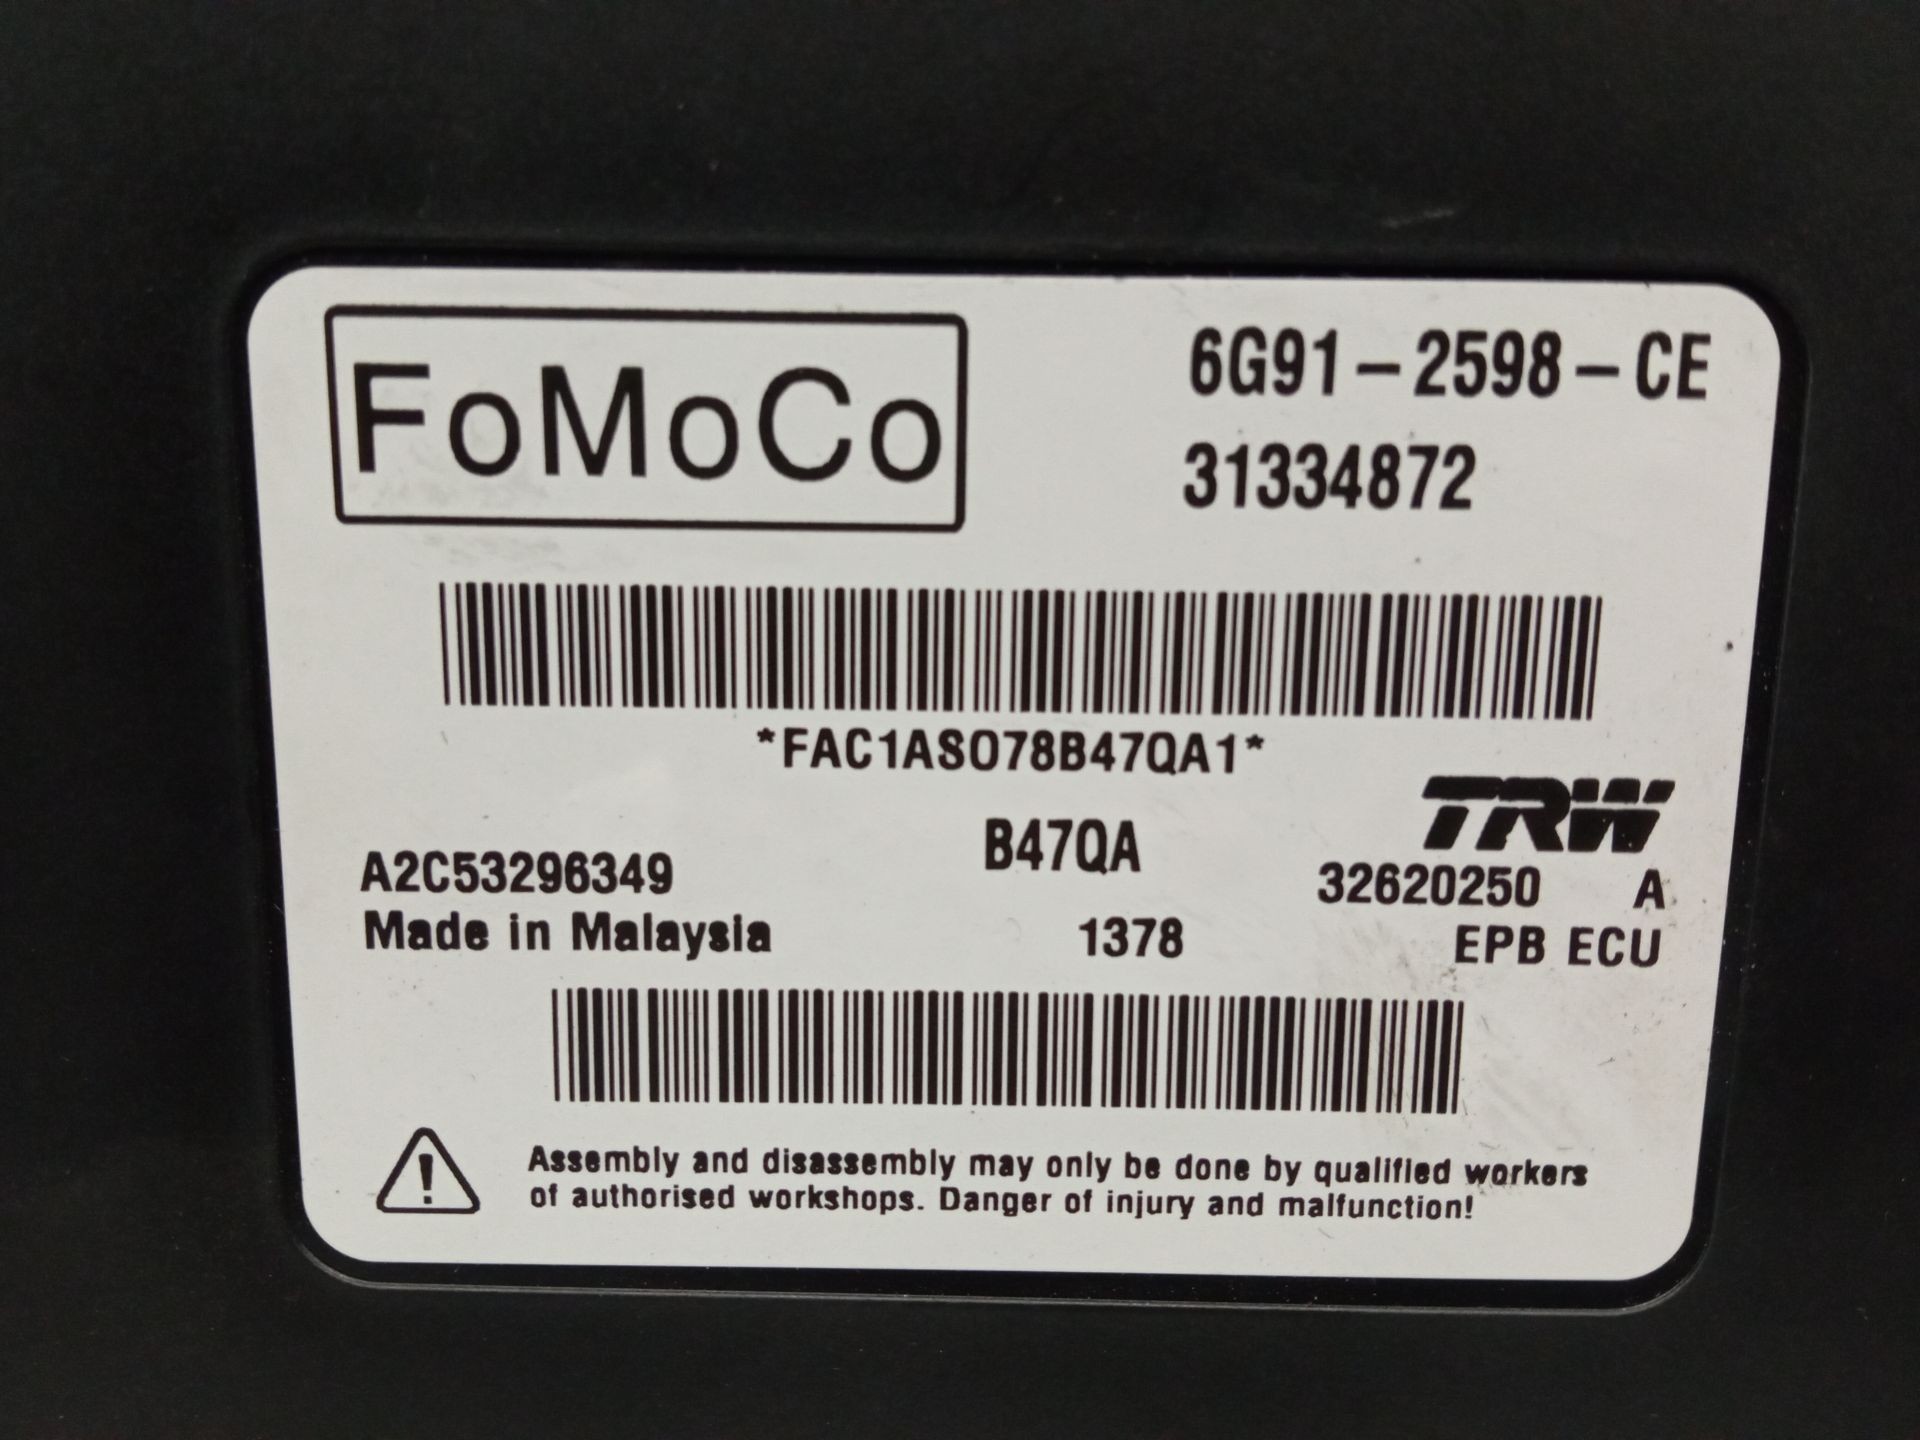 FoMoCo
6G91-2598-CE
31334872
*FAC1ASO78B47QA1*
A2C53296349
B47QA
TRW
32620250 A
Made in Malaysia
1378
EPB ECU
Assembly and disassembly may only be done by qualified workers
of authorised workshops. Danger of injury and malfunction!